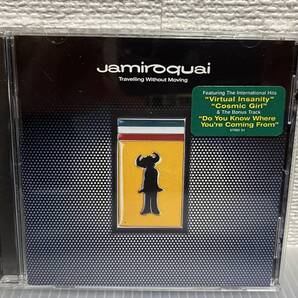 Jamiroquai
Travelling Without Moving
Featuring The International Hits
"Virtual Insanity"
"Cosmic Girl"
& The Bonus Track
"Do You Know Where
You're Coming From"